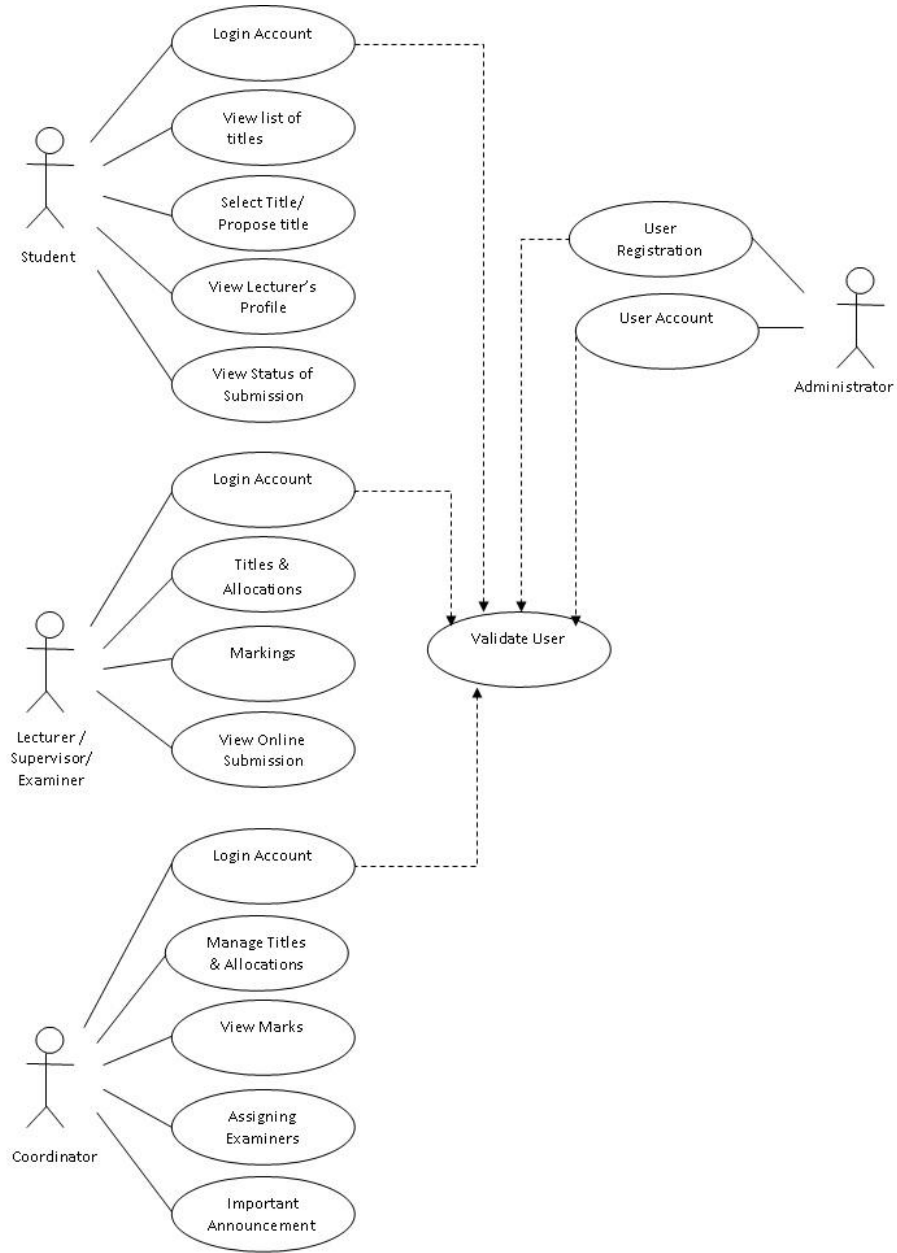 Login Account
View list of
titles
Select Title/
Propose title
Student
View Lecturer's
Profile
View Status of
Submission
User
Registration
User Account
Administrator
Login Account
Titles &
Allocations
Validate User
Markings
Lecturer /
Supervisor/
Examiner
View Online
Submission
Login Account
Manage Titles
& Allocations
View Marks
Assigning
Examiners
Coordinator
Important
Announcement